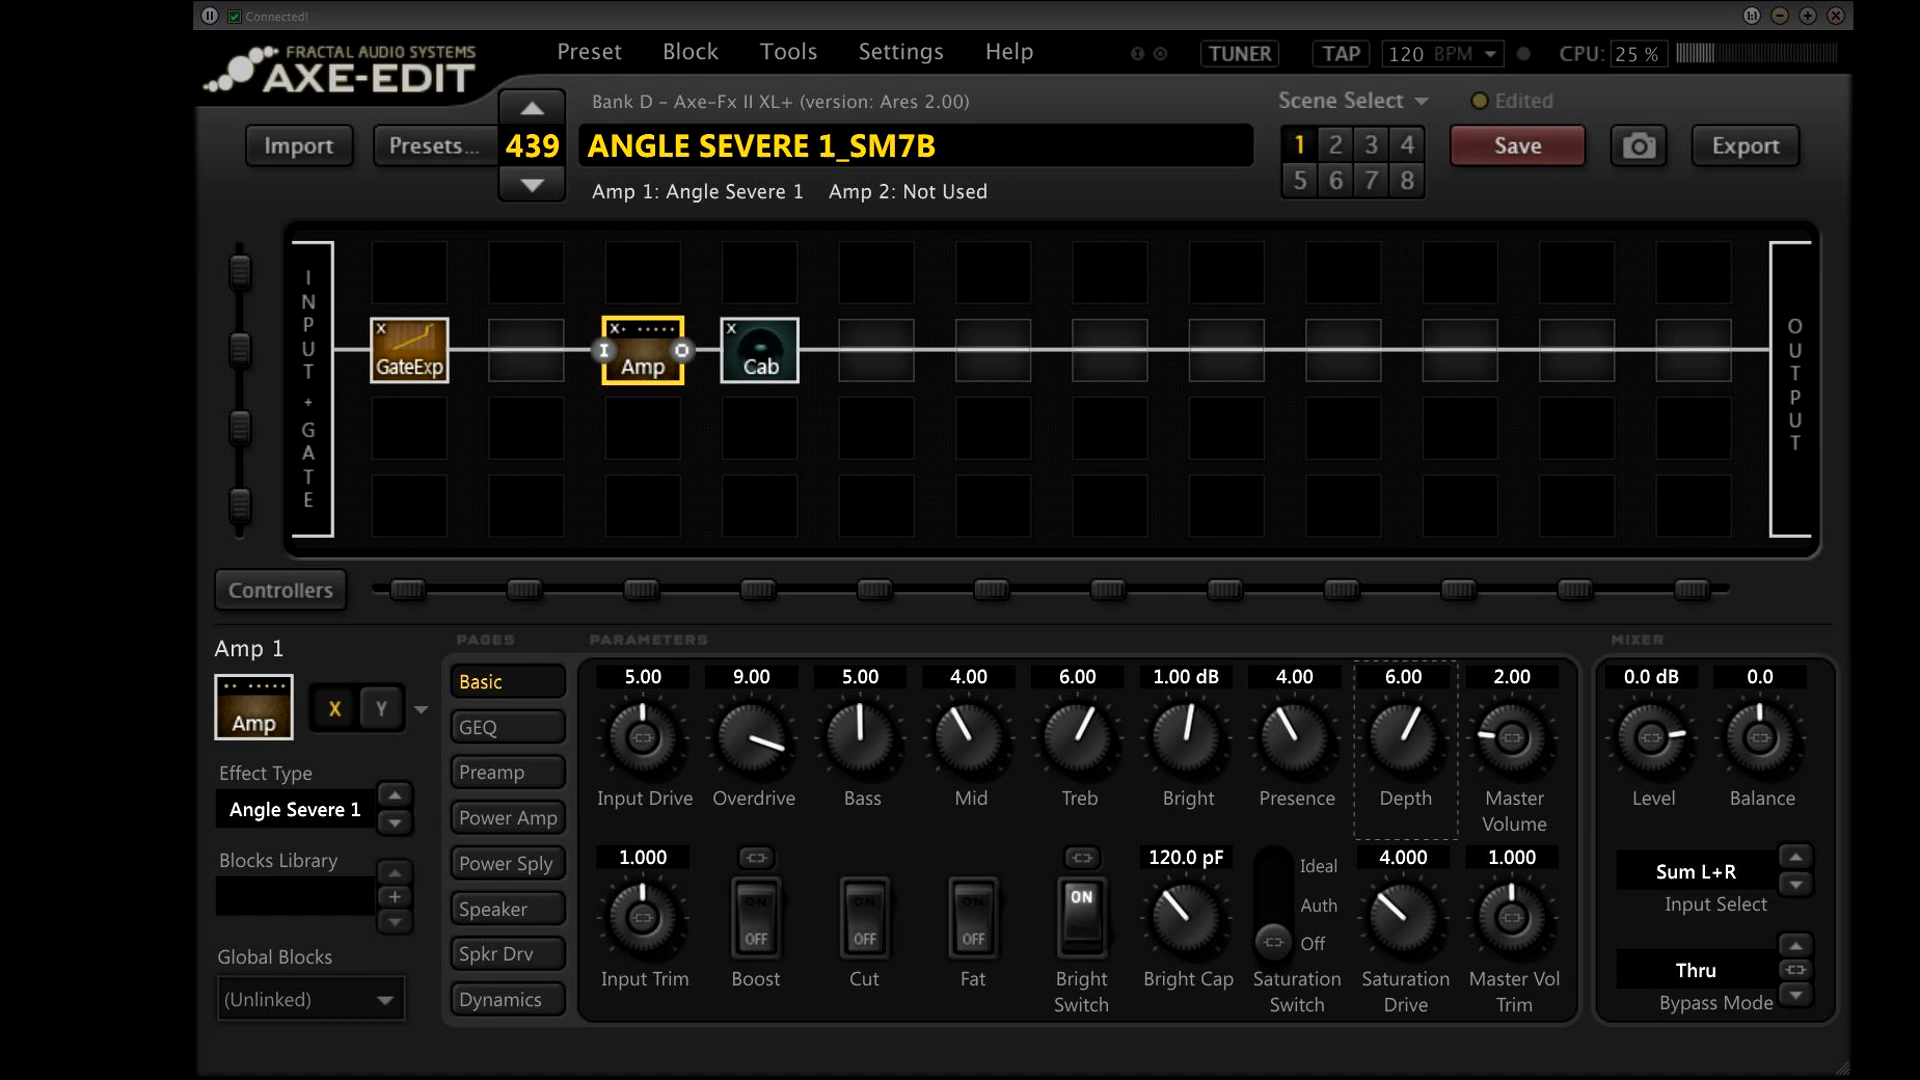 Connected!
FRACTAL AUDIO SYSTEMS
AXE-EDIT
Preset Block Tools Settings Help
TUNER TAP 120 BPM CPU: 25 %
Bank D – Axe-Fx II XL+ (version: Ares 2.00)
Scene Select Edited
Import Presets... 439 ANGLE SEVERE 1_SM7B
1 2 3 4
5 6 7 8
Save Export
Amp 1: Angle Severe 1 Amp 2: Not Used
INPUT + GATE
X GateExp
X I Amp O
X Cab
OUTPUT
Controllers
Amp 1
Amp X Y
Effect Type
Angle Severe 1
Blocks Library
Global Blocks
(Unlinked)
PAGES
Basic
GEQ
Preamp
Power Amp
Power Sply
Speaker
Spkr Drv
Dynamics
PARAMETERS
5.00 9.00 5.00 4.00 6.00 1.00 dB 4.00 6.00 2.00
Input Drive Overdrive Bass Mid Treb Bright Presence Depth Master Volume
1.000 120.0 pF 4.000 1.000
Ideal
Auth
Off
ON ON ON ON
OFF OFF OFF
Input Trim Boost Cut Fat Bright Switch Bright Cap Saturation Switch Saturation Drive Master Vol Trim
MIXER
0.0 dB 0.0
Level Balance
Sum L+R
Input Select
Thru
Bypass Mode